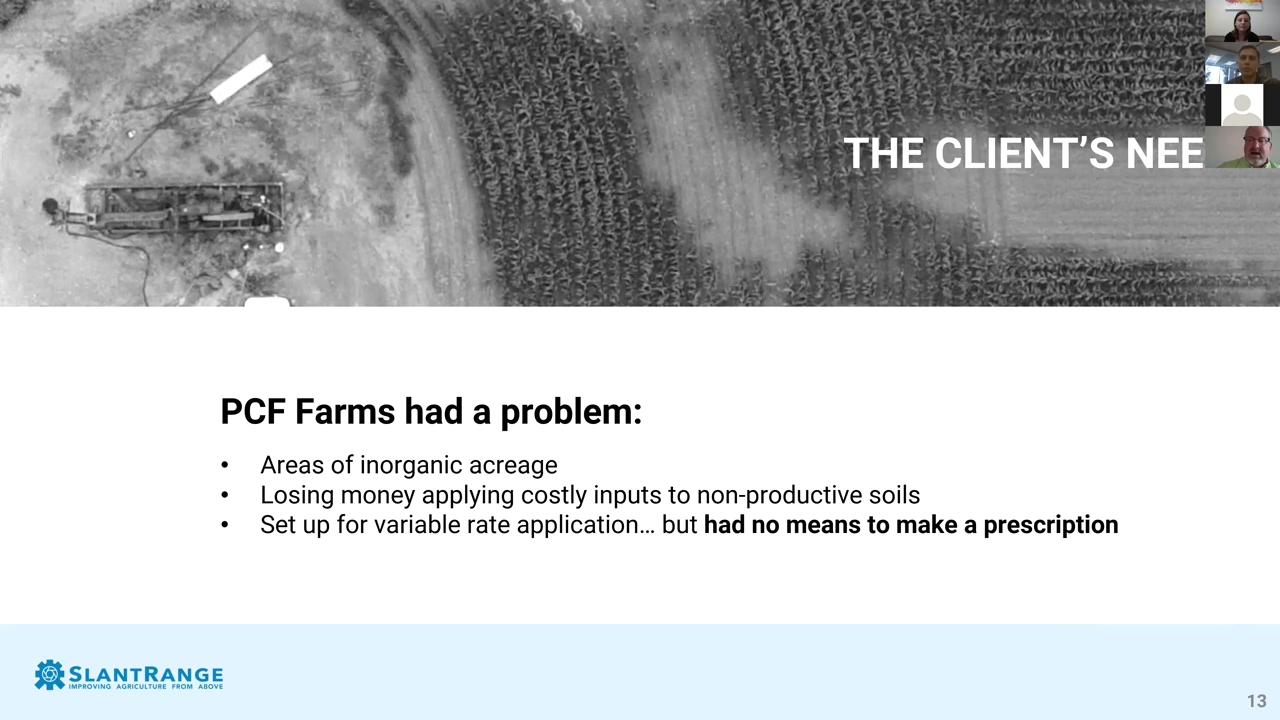 THE CLIENT’S NEE
PCF Farms had a problem:
• Areas of inorganic acreage
• Losing money applying costly inputs to non-productive soils
• Set up for variable rate application… but had no means to make a prescription
SLANTRANGE
IMPROVING AGRICULTURE FROM ABOVE
13